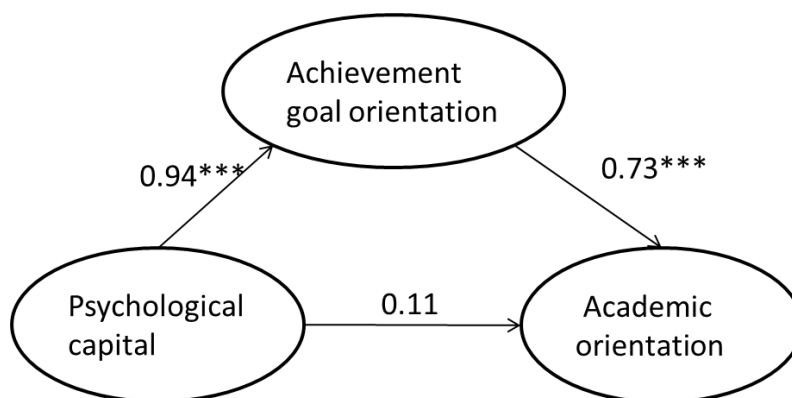 Achievement
goal orientation
0.94***
0.73***
Psychological
capital
0.11
Academic
orientation